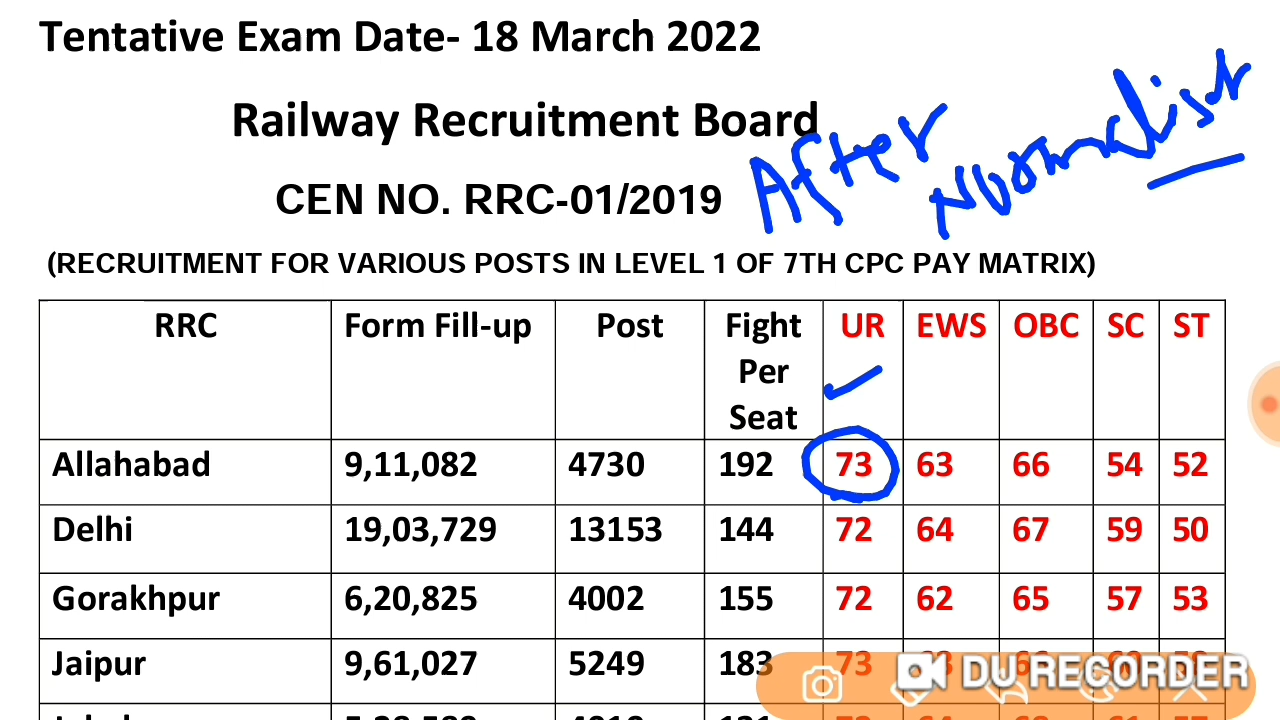 Tentative Exam Date- 18 March 2022
Railway Recruitment Board
After
CEN NO. RRC-01/2019
(RECRUITMENT FOR VARIOUS POSTS IN LEVEL 1 OF 7TH CPC PAY MATRIX)
RRC Form Fill-up Post Fight Per Seat UR EWS OBC SC ST
Allahabad 9,11,082 4730 192 73 63 66 54 52
Delhi 19,03,729 13153 144 72 64 67 59 50
Gorakhpur 6,20,825 4002 155 72 62 65 57 53
Jaipur 9,61,027 5249 183 73
DU RECORDER